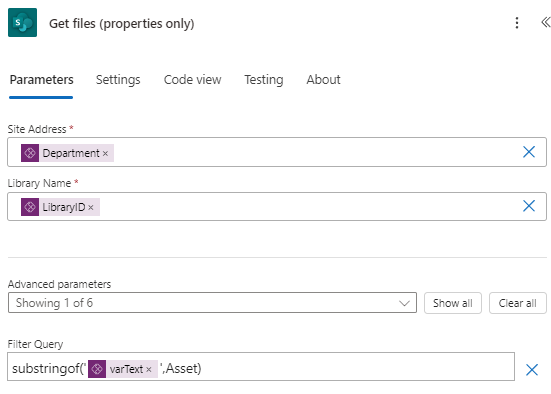 Get files (properties only)
Parameters Settings Code view Testing About
Site Address *
Department ×
Library Name *
LibraryID ×
Advanced parameters
Showing 1 of 6 Show all Clear all
Filter Query
substringof(' varText × ',Asset)